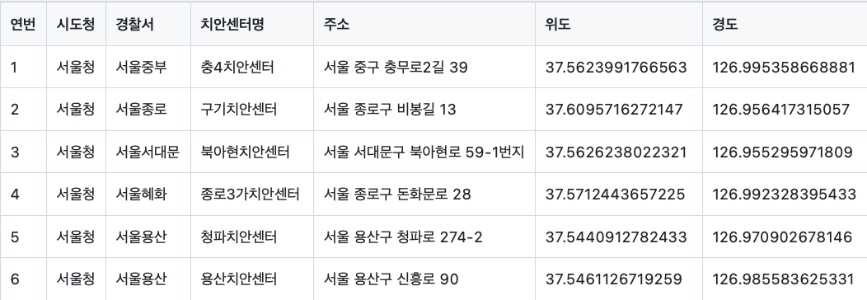 연번 시도청 경찰서 치안센터명 주소 위도 경도
1 서울청 서울중부 충4치안센터 서울 중구 충무로2길 39 37.5623991766563 126.995358668881
2 서울청 서울종로 구기치안센터 서울 종로구 비봉길 13 37.6095716272147 126.956417315057
3 서울청 서울서대문 북아현치안센터 서울 서대문구 북아현로 59-1번지 37.5626238022321 126.955295971809
4 서울청 서울혜화 종로3가치안센터 서울 종로구 돈화문로 28 37.5712443657225 126.992328395433
5 서울청 서울용산 청파치안센터 서울 용산구 청파로 274-2 37.5440912782433 126.970902678146
6 서울청 서울용산 용산치안센터 서울 용산구 신흥로 90 37.5461126719259 126.985583625331